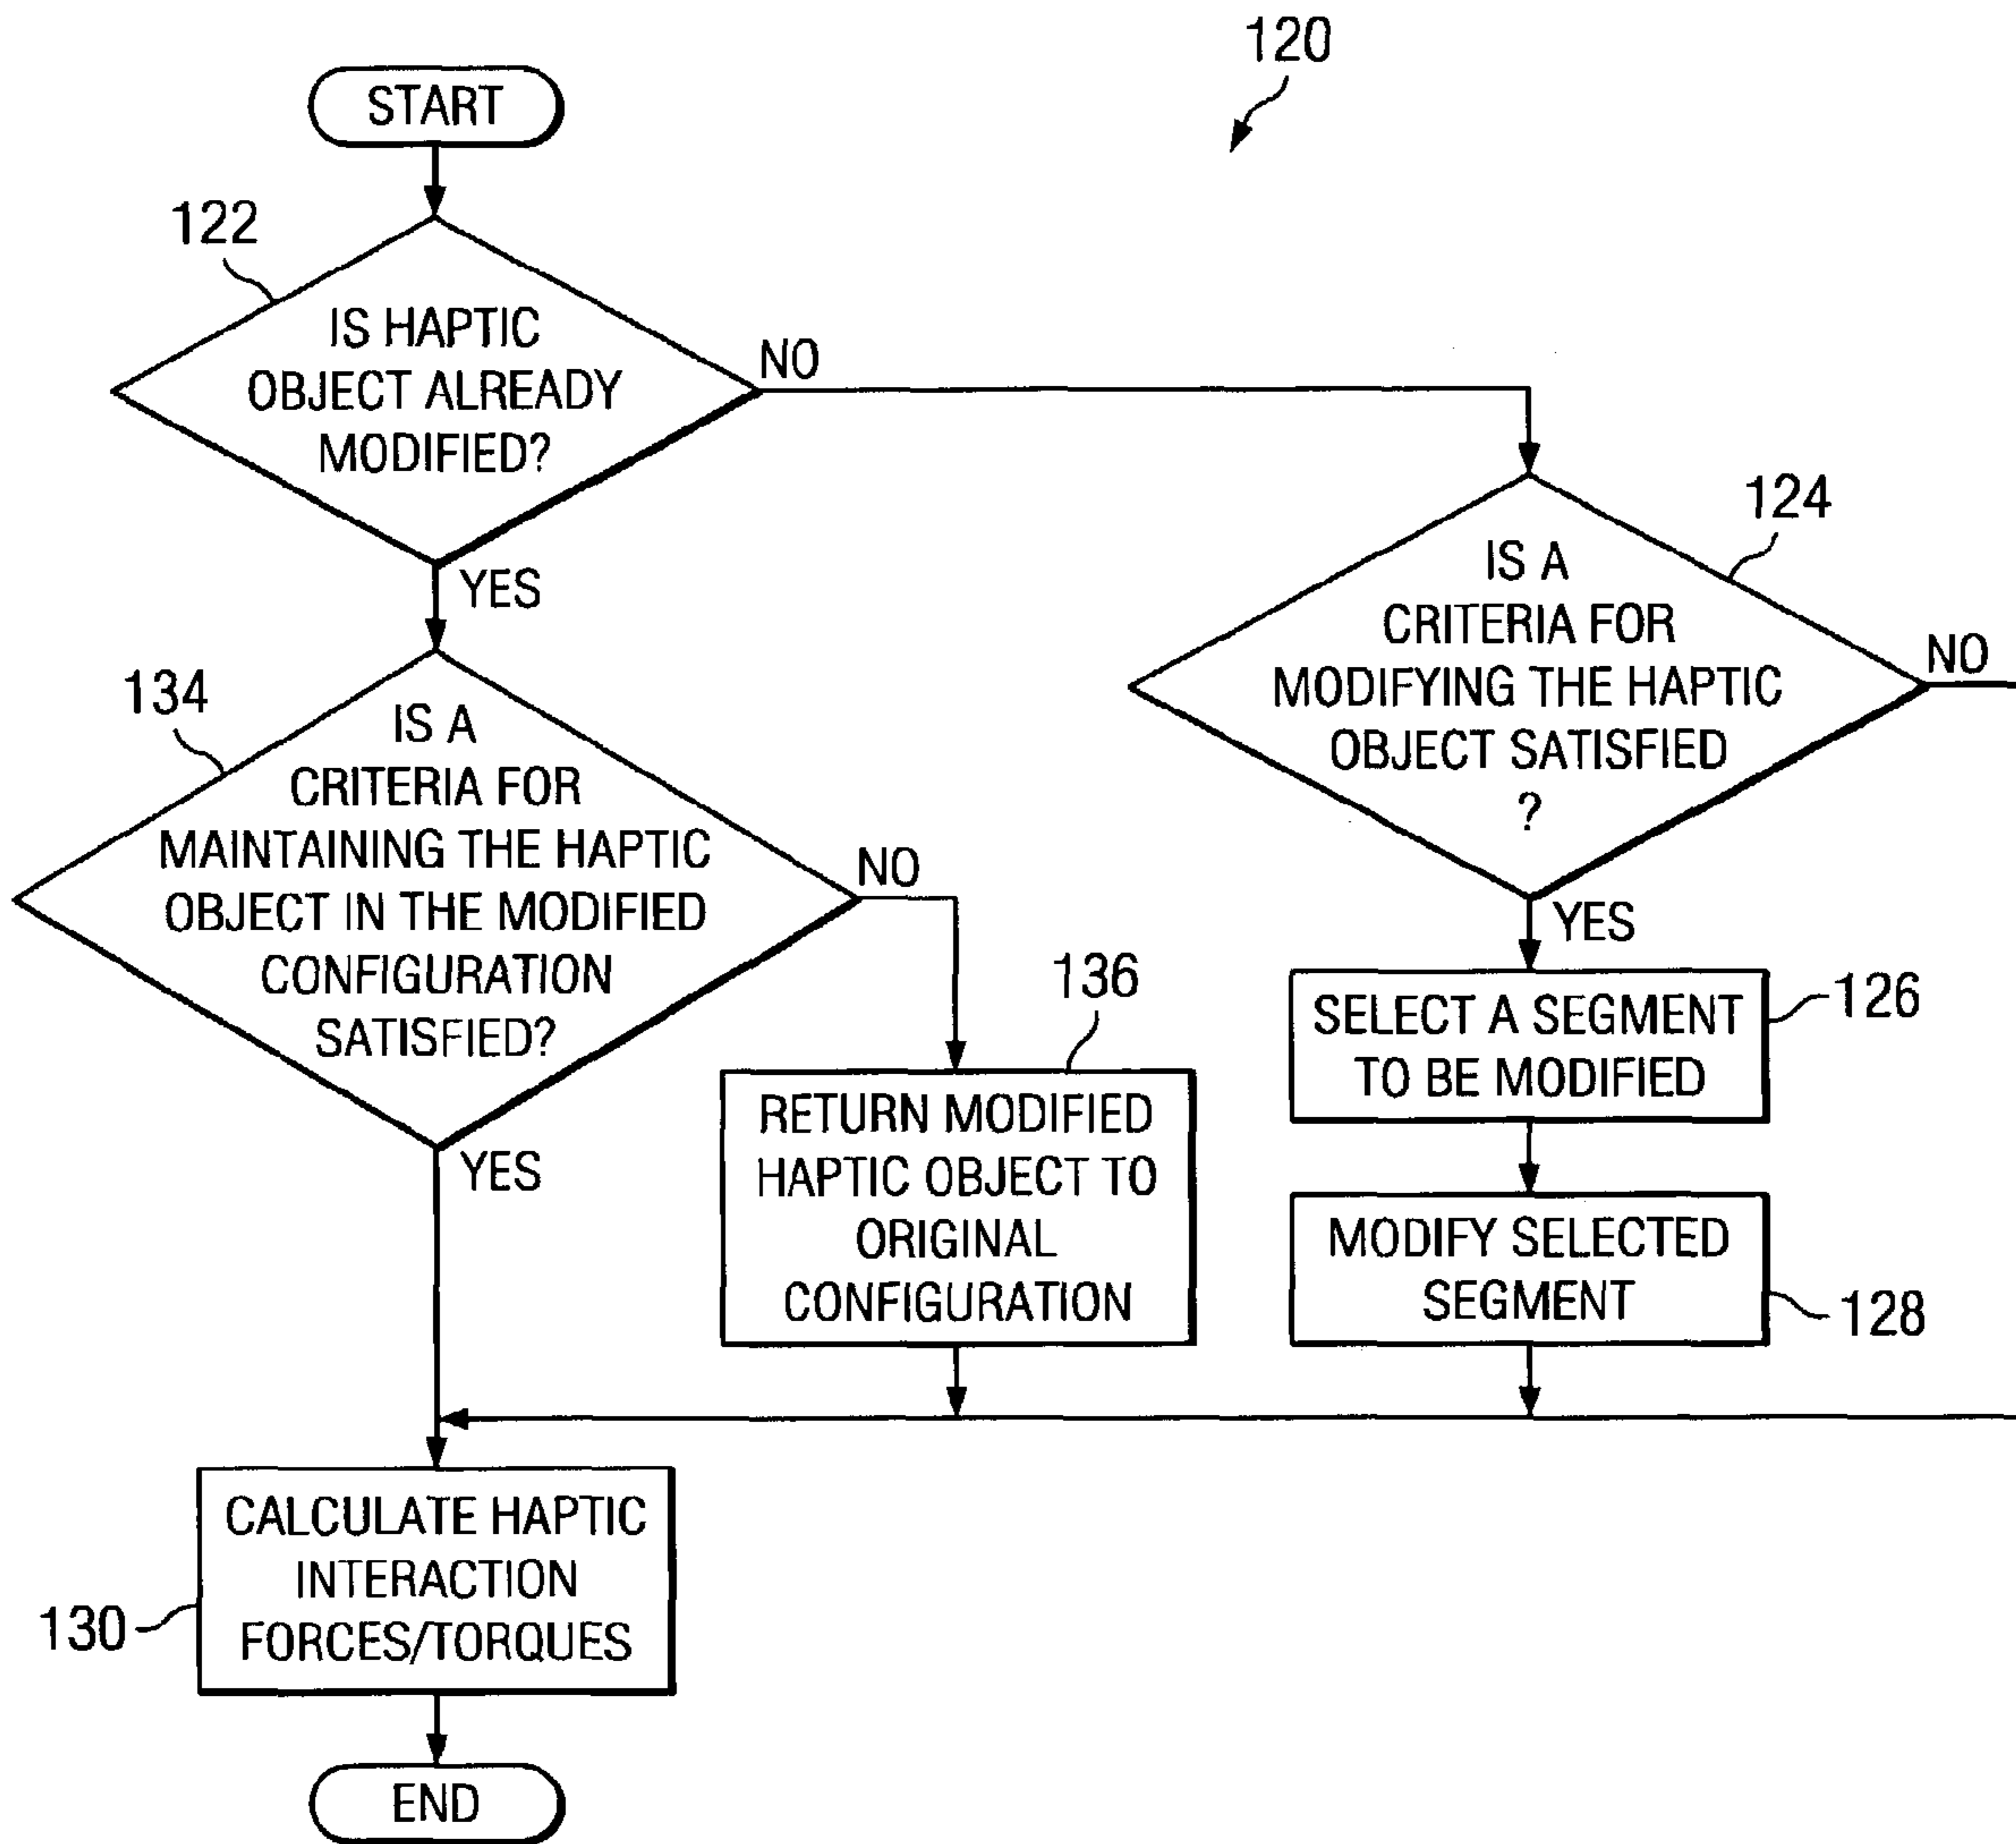 120
START
122
IS HAPTIC
OBJECT ALREADY
MODIFIED?
NO
YES
124
IS A
CRITERIA FOR
MODIFYING THE HAPTIC
OBJECT SATISFIED
?
NO
YES
134
IS A
CRITERIA FOR
MAINTAINING THE HAPTIC
OBJECT IN THE MODIFIED
CONFIGURATION
SATISFIED?
NO
YES
136
RETURN MODIFIED
HAPTIC OBJECT TO
ORIGINAL
CONFIGURATION
SELECT A SEGMENT
TO BE MODIFIED
126
MODIFY SELECTED
SEGMENT
128
CALCULATE HAPTIC
INTERACTION
FORCES/TORQUES
130
END